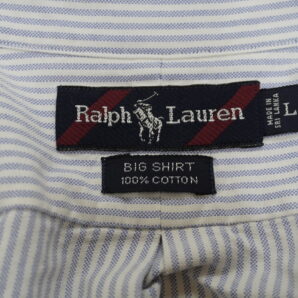 Ralph Lauren
MADE IN
SRI LANKA
L
BIG SHIRT
100% COTTON